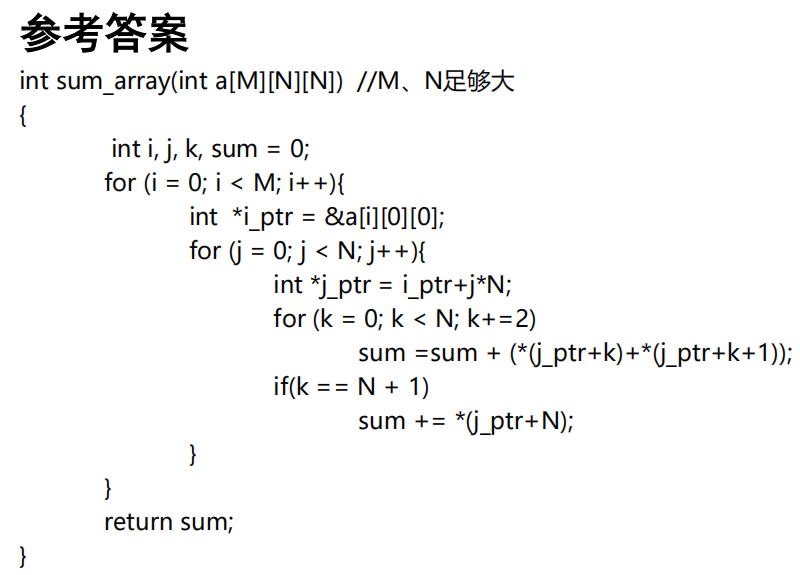 参考答案
int sum_array(int a[M][N][N]) //M、N足够大
{
int i, j, k, sum = 0;
for (i = 0; i < M; i++){
int *i_ptr = &a[i][0][0];
for (j = 0; j < N; j++){
int *j_ptr = i_ptr+j*N;
for (k = 0; k < N; k+=2)
sum =sum + (*(j_ptr+k)+*(j_ptr+k+1));
if(k == N + 1)
sum += *(j_ptr+N);
}
}
return sum;
}